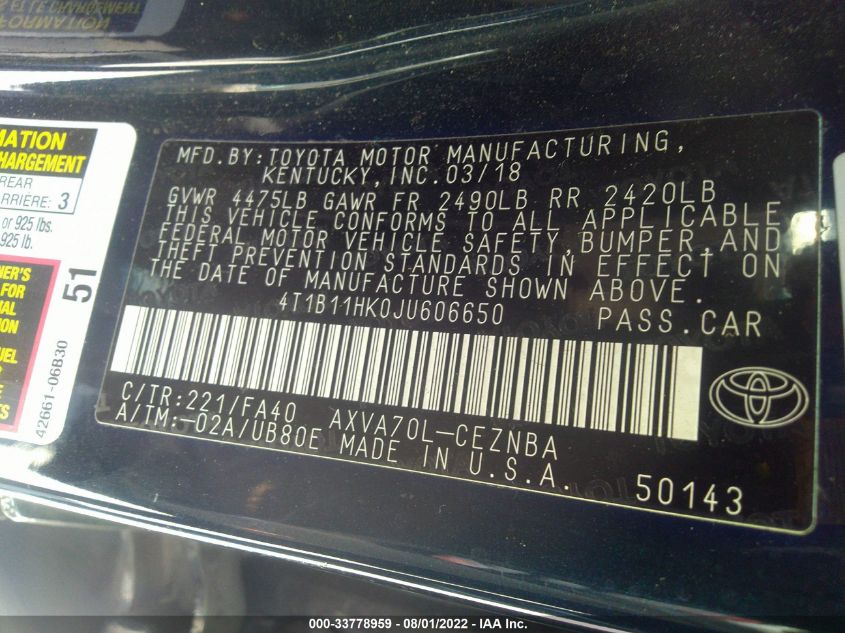 MATION
HARGEMENT
REAR
ARRIERE: 3
or 925 lbs.
925 lb.
NER'S
FOR
51
42661-06B30
MFD.BY:TOYOTA MOTOR MANUFACTURING,
KENTUCKY,INC.03/18
GVWR 4475LB GAWR FR 2490LB RR 2420LB
THIS VEHICLE CONFORMS TO ALL APPLICABLE
FEDERAL MOTOR VEHICLE SAFETY,BUMPER,AND
THEFT PREVENTION STANDARDS IN EFFECT ON
THE DATE OF MANUFACTURE SHOWN ABOVE.
4T1B11HK0JU606650 PASS.CAR
C/TR:221/FA40 AXVA70L-CEZNBA
A/TM:-02A/UB80E MADE IN U.S.A. 50143
000-33778959 - 08/01/2022 - IAA Inc.